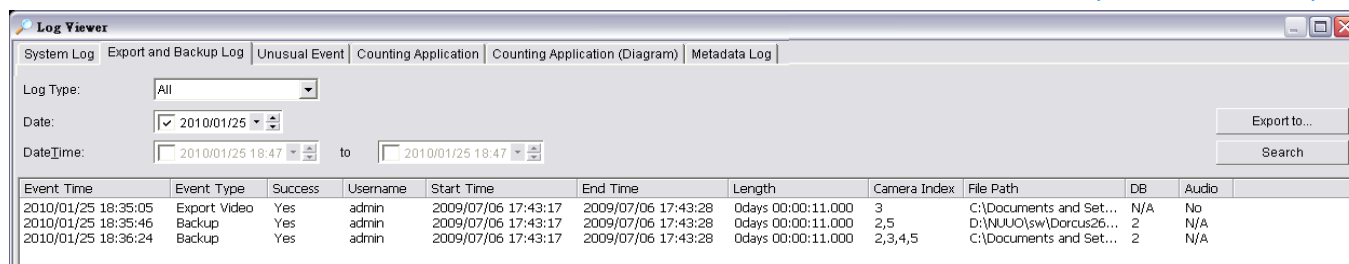 Log Viewer
System Log Export and Backup Log Unusual Event Counting Application Counting Application (Diagram) Metadata Log
Log Type: All
Date: 2010/01/25 Export to...
DateTime: 2010/01/25 18:47 to 2010/01/25 18:47 Search
Event Time Event Type Success Username Start Time End Time Length Camera Index File Path DB Audio
2010/01/25 18:35:05 Export Video Yes admin 2009/07/06 17:43:17 2009/07/06 17:43:28 0days 00:00:11.000 3 C:\Documents and Set... N/A No
2010/01/25 18:35:46 Backup Yes admin 2009/07/06 17:43:17 2009/07/06 17:43:28 0days 00:00:11.000 2,5 D:\NUUO\sw\Dorcus26... 2 N/A
2010/01/25 18:36:24 Backup Yes admin 2009/07/06 17:43:17 2009/07/06 17:43:28 0days 00:00:11.000 2,3,4,5 C:\Documents and Set... 2 N/A